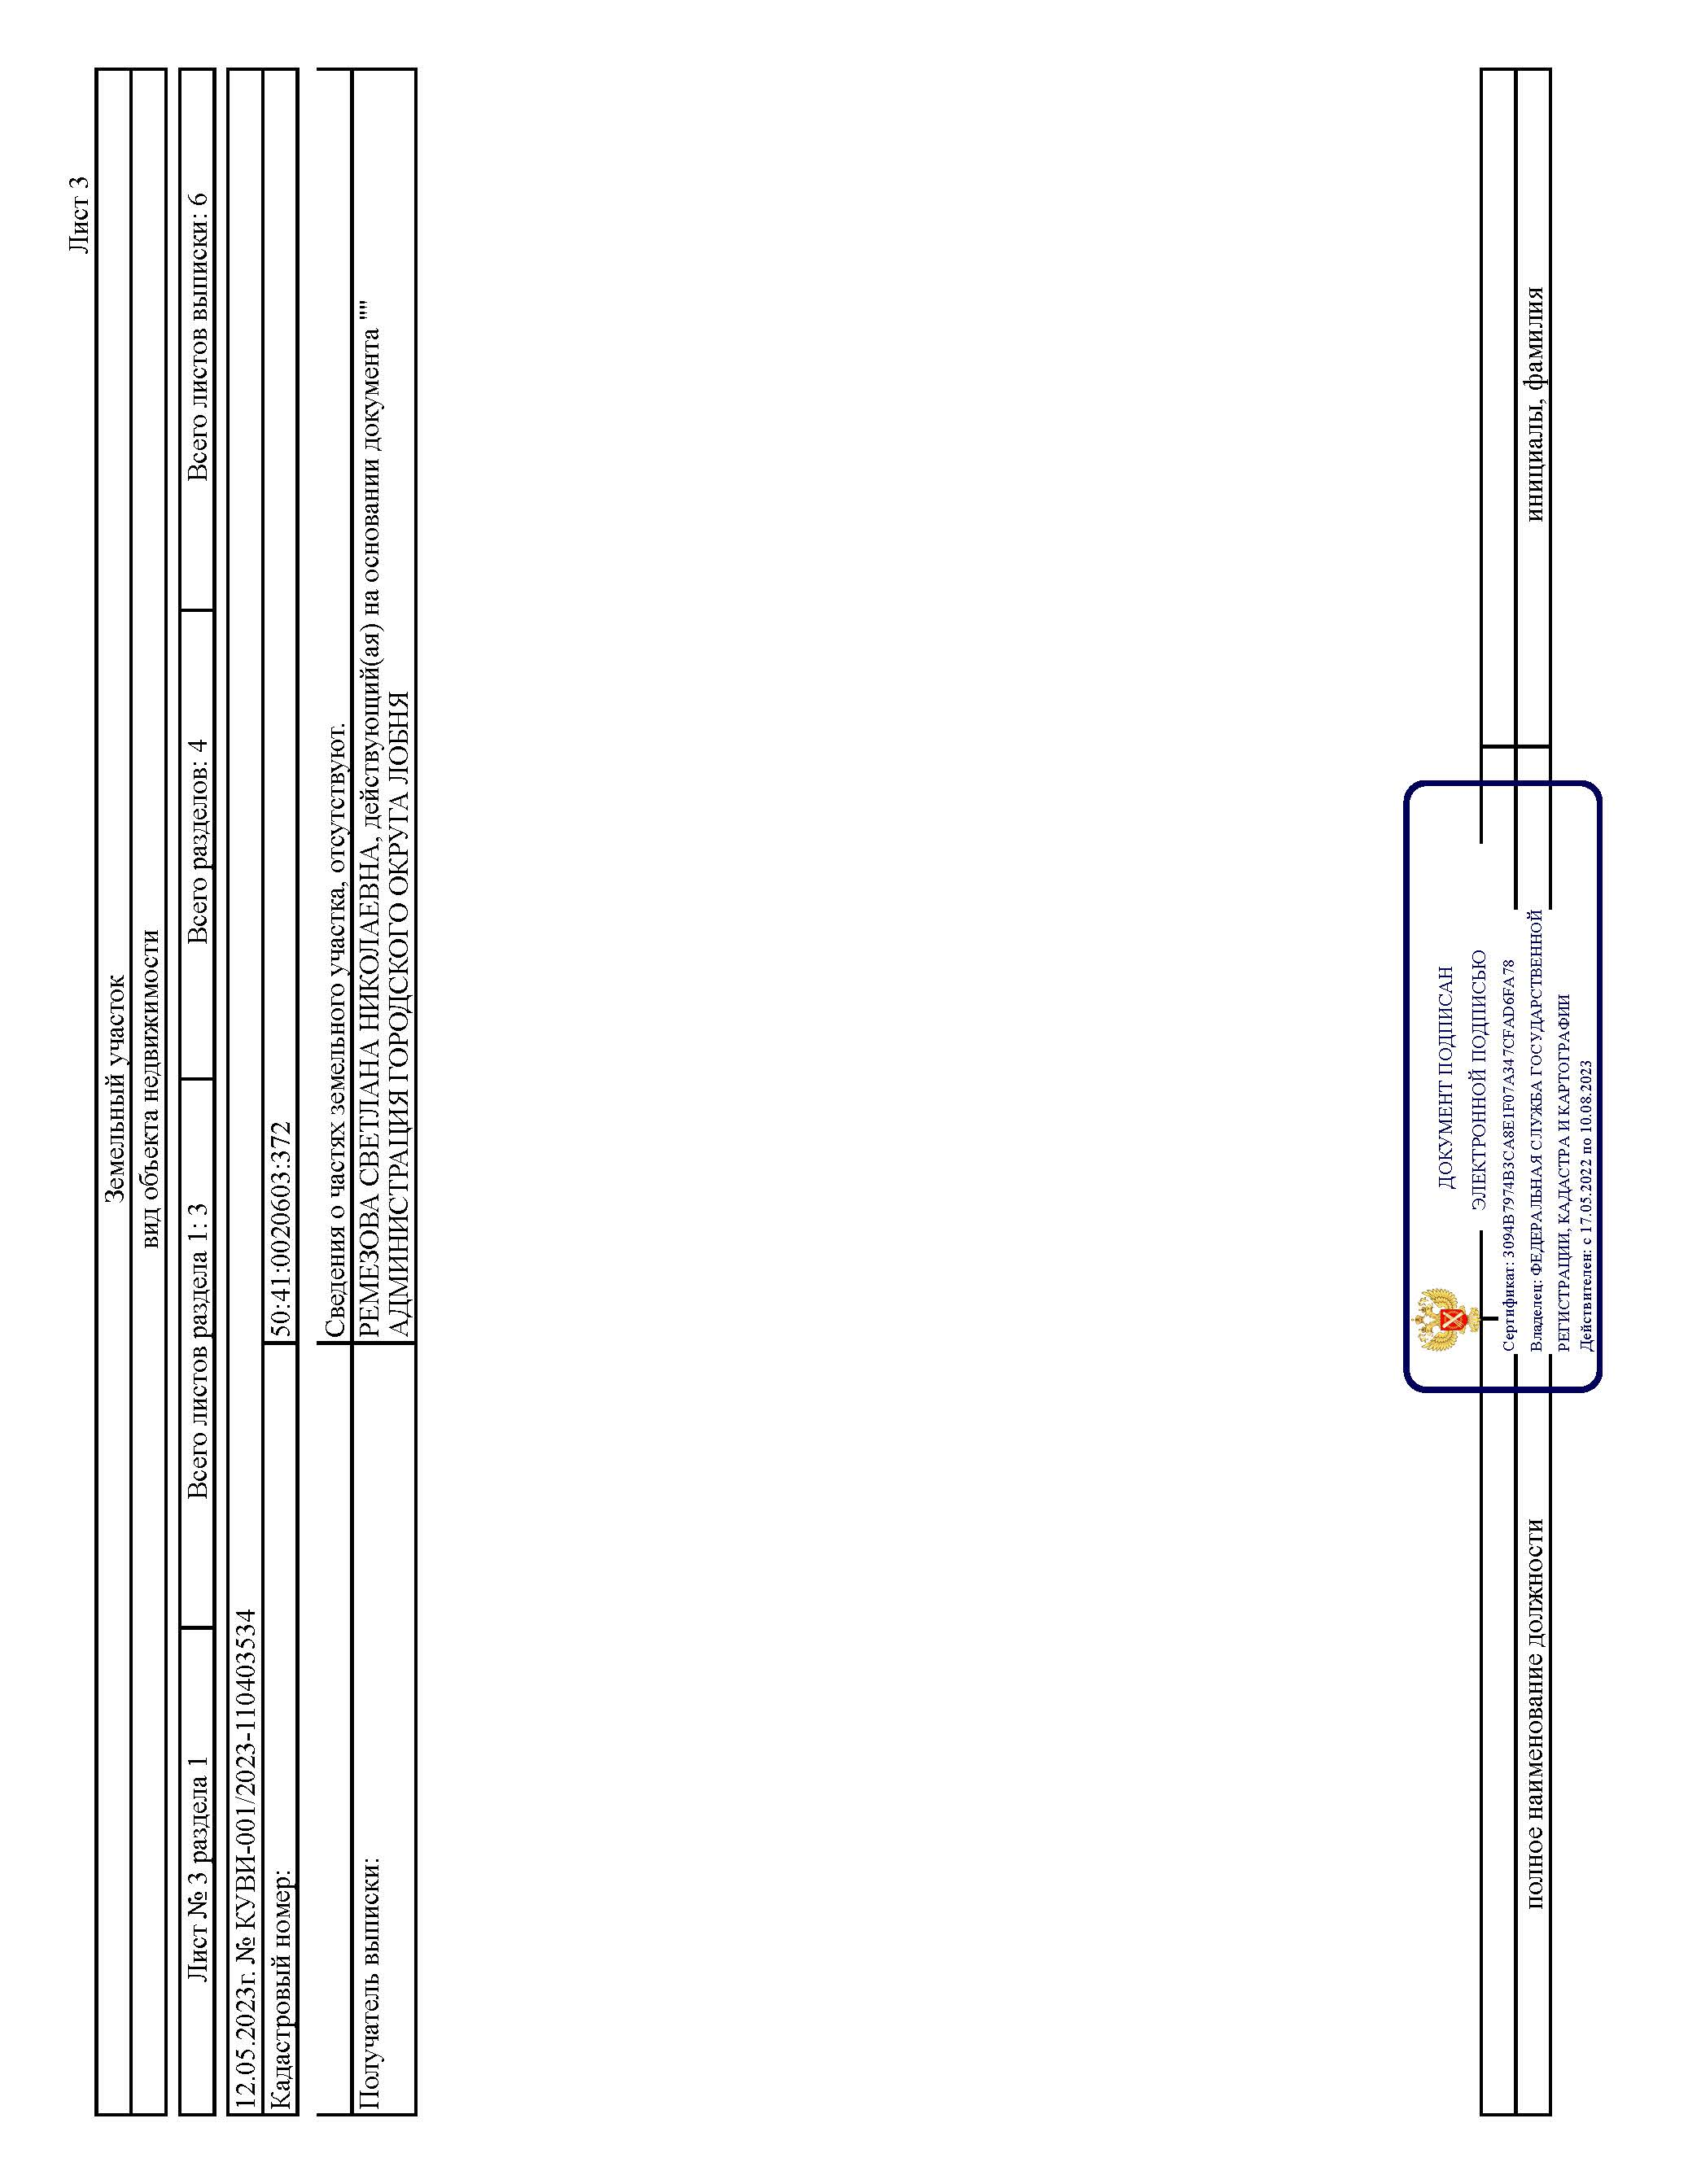 Лист 3
Земельный участок
вид объекта недвижимости
Лист № 3 раздела 1 Всего листов раздела 1: 3 Всего разделов: 4 Всего листов выписки: 6
12.05.2023г. № КУВИ-001/2023-110403534
Кадастровый номер: 50:41:0020603:372
Сведения о частях земельного участка, отсутствуют.
Получатель выписки: РЕМЕЗОВА СВЕТЛАНА НИКОЛАЕВНА, действующий(ая) на основании документа ""
АДМИНИСТРАЦИЯ ГОРОДСКОГО ОКРУГА ЛОБНЯ
ДОКУМЕНТ ПОДПИСАН
ЭЛЕКТРОННОЙ ПОДПИСЬЮ
Сертификат: 3094B7974B3CA8E1F07A347CFAD6FA78
Владелец: ФЕДЕРАЛЬНАЯ СЛУЖБА ГОСУДАРСТВЕННОЙ
РЕГИСТРАЦИИ, КАДАСТРА И КАРТОГРАФИИ
Действителен: с 17.05.2022 по 10.08.2023
полное наименование должности инициалы, фамилия